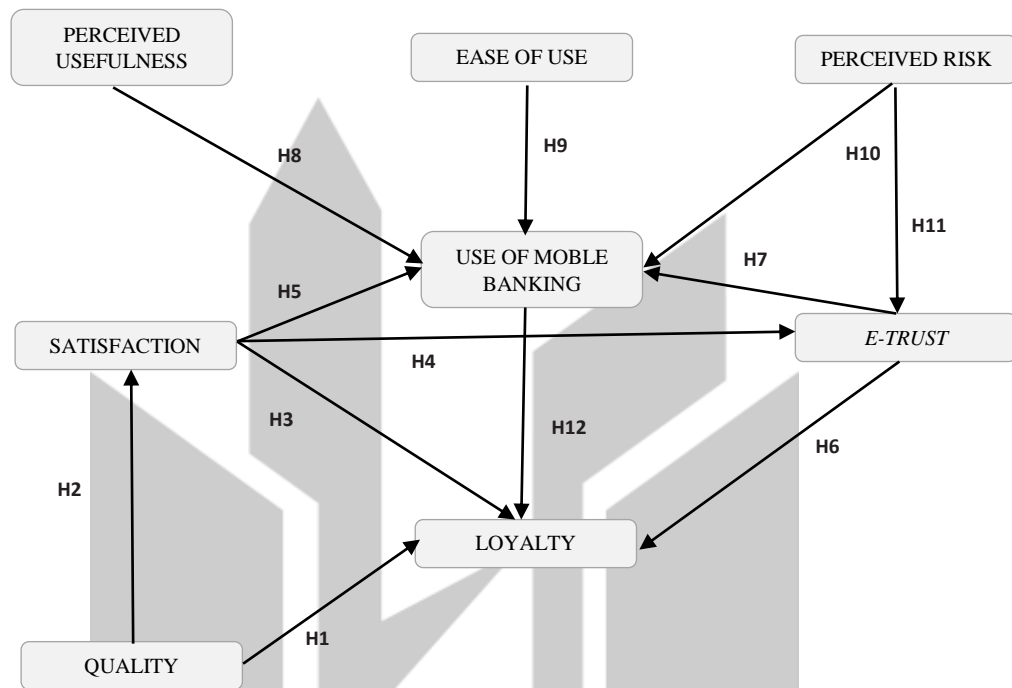 PERCEIVED
USEFULNESS
EASE OF USE
PERCEIVED RISK
H8
H9
H10
H11
USE OF MOBLE
BANKING
H7
H5
SATISFACTION
H4
E-TRUST
H3
H12
H6
H2
LOYALTY
H1
QUALITY